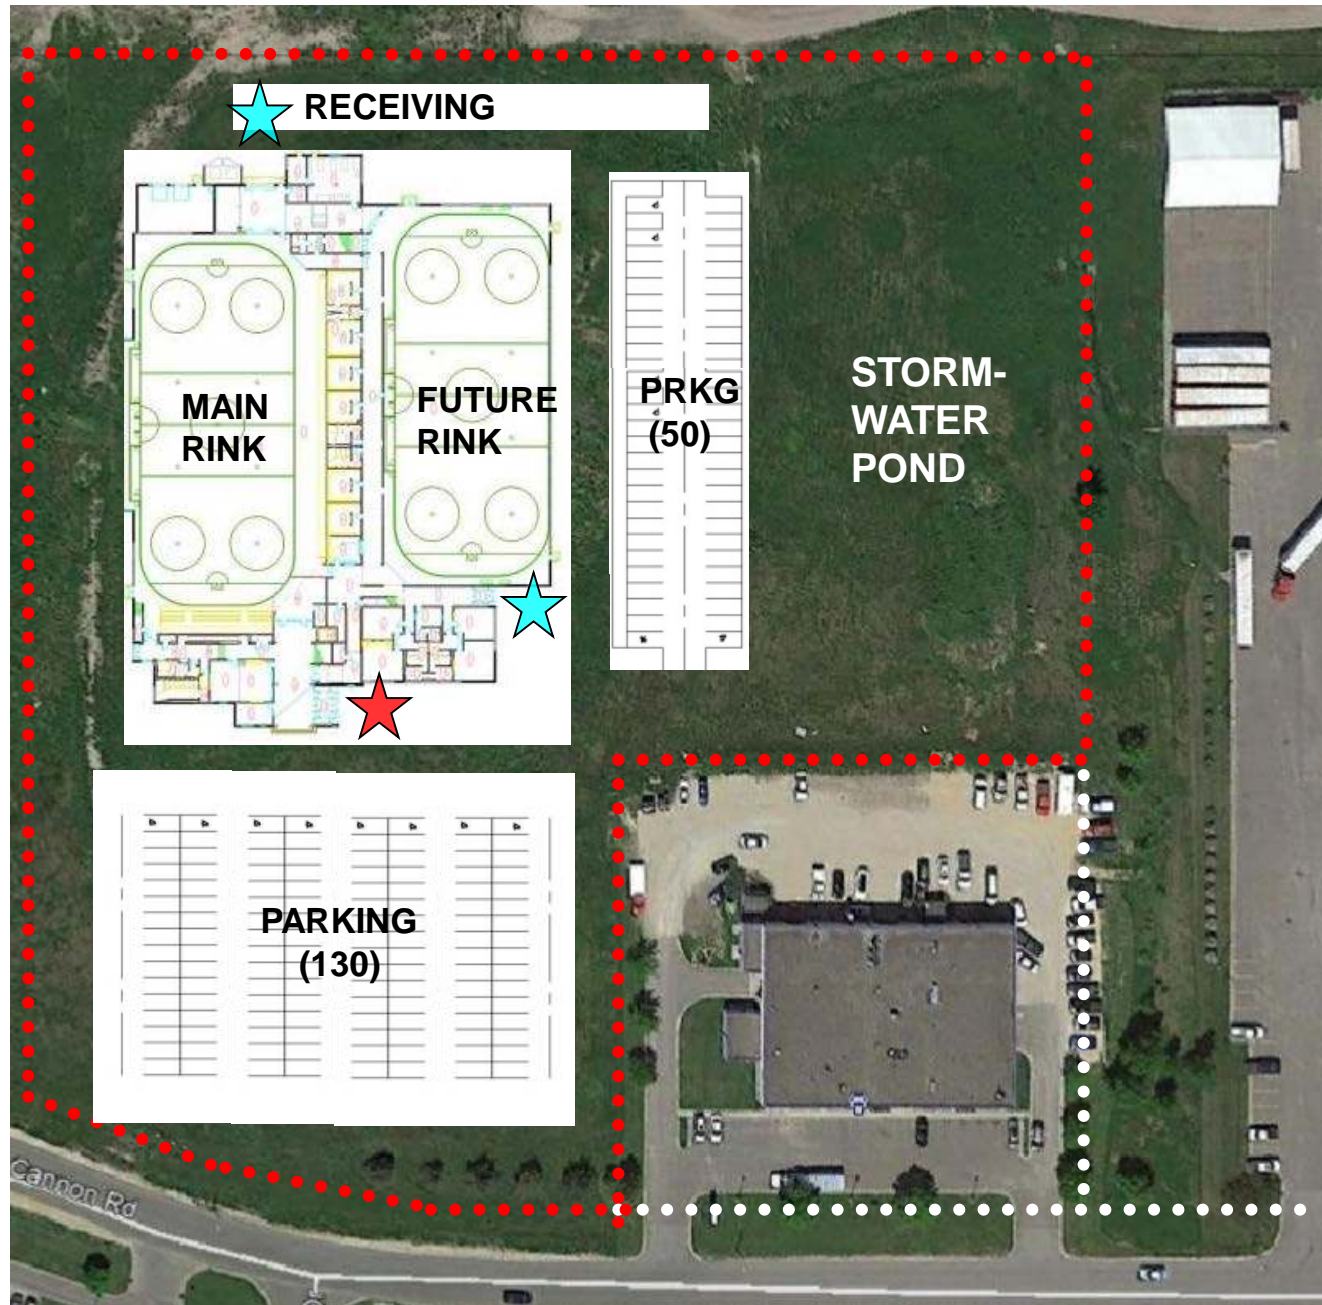 RECEIVING
MAIN
RINK
FUTURE
RINK
PRKG
(50)
STORM-
WATER
POND
PARKING
(130)
Cannon Rd